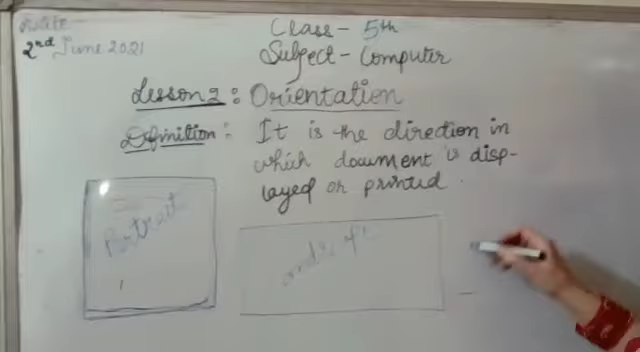 Date
2nd June 2021
Class - 5th
Subject - Computer
Lesson 2 : Orientation
Definition : It is the direction in
which document is disp-
layed or printed.
Portrait